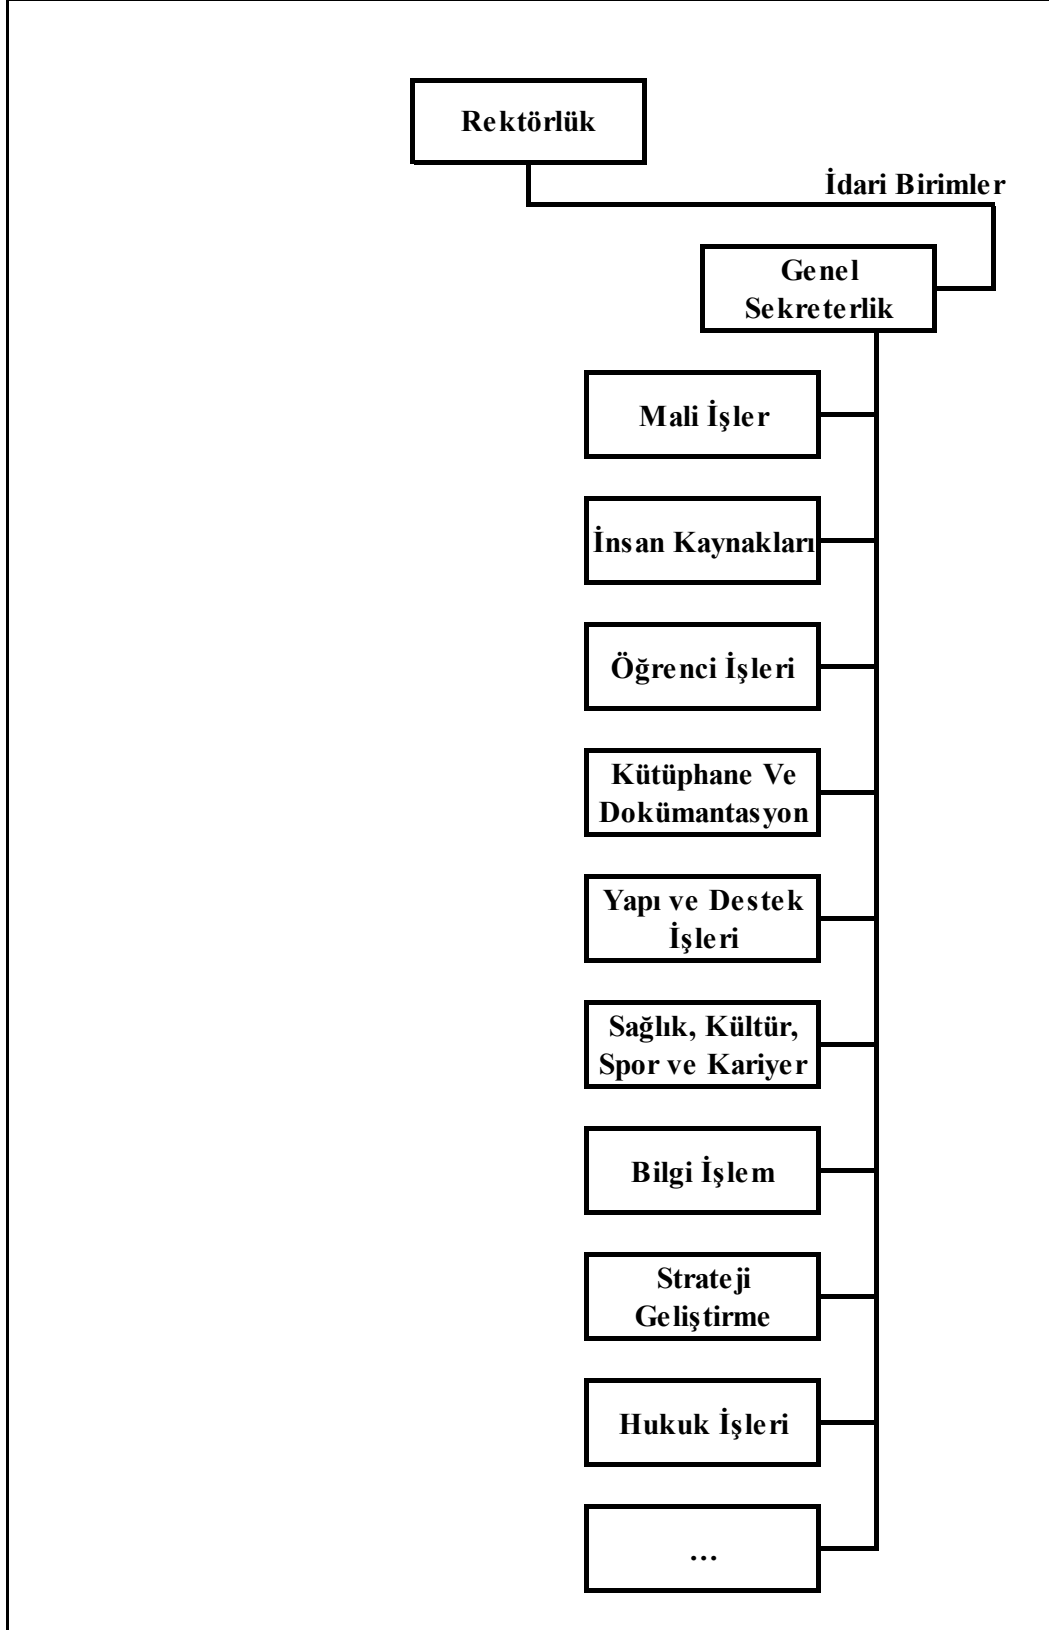 Rektörlük
İdari Birimler
Genel
Sekreterlik
Mali İşler
İnsan Kaynakları
Öğrenci İşleri
Kütüphane Ve
Dokümantasyon
Yapı ve Destek
İşleri
Sağlık, Kültür,
Spor ve Kariyer
Bilgi İşlem
Strateji
Geliştirme
Hukuk İşleri
…